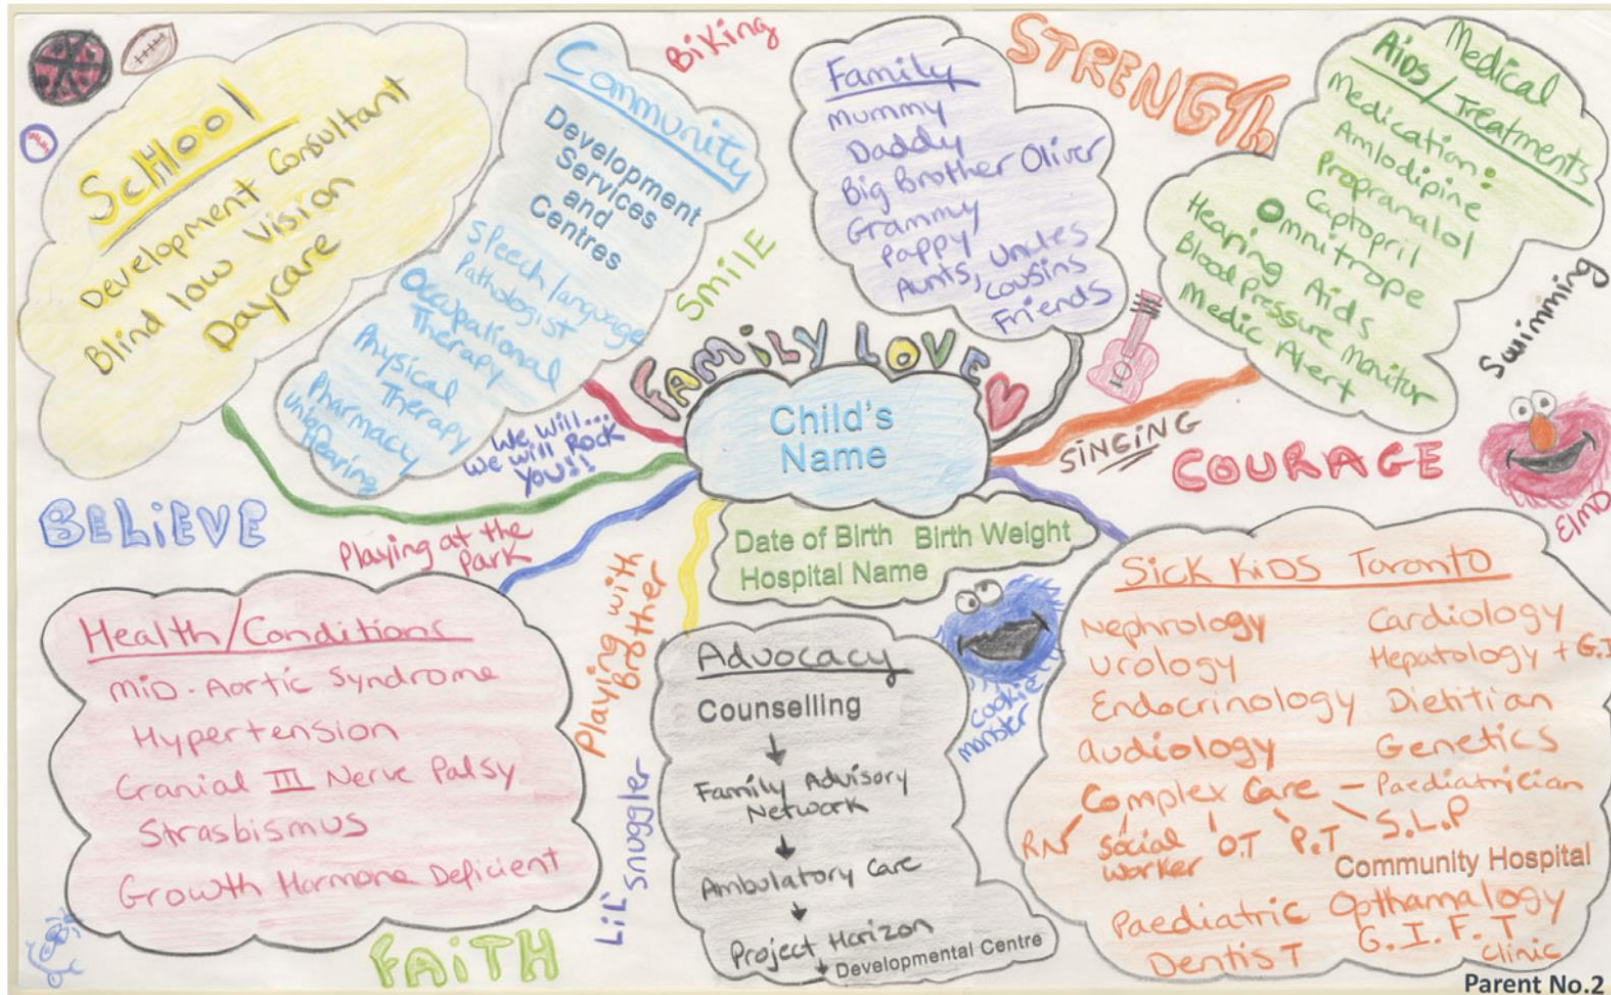 SCHOOL
Development Consultant
Blind low Vision
Daycare
Community
Development
Services
and
Centres
Speech language
Pathologist
Occupational
Therapy
Physical
Therapy
Pharmacy
Union
Hearing
Biking
Smile
Family
Mummy
Daddy
Big Brother Oliver
Grammy
Pappy
Aunts, Uncles
Cousins
Friends
STRENGTh
Medical
Aids/Treatments
Medication:
Amlodipine
Propranalol
Captopril
Omnitrope
Hearing Aids
Blood Pressure Monitor
Medic Alert
Swimming
FAMiLY LOVE
We will...
We will Rock
You!!
Child's
Name
SiNGiNG
COURAGE
Elmo
BELiEVE
Playing at the
Park
Date of Birth Birth Weight
Hospital Name
Playing with
Brother
Health/Conditions
MiD-Aortic Syndrome
Hypertension
Cranial III Nerve Palsy
Strasbismus
Growth Hormone Deficient
Lil' snuggler
FAiTH
Advocacy
Counselling
Family Advisory
Network
Ambulatory Care
Project Horizon
Developmental Centre
Cookie
monster
Sick KiDS Toronto
Nephrology Cardiology
Urology Hepatology + G.I
Endocrinology Dietitian
audiology Genetics
Complex Care - Paediatrician
RN Social O.T P.T S.L.P
Worker
Community Hospital
Paediatric Opthamalogy
Dentist G.I.F.T
Clinic
Parent No.2